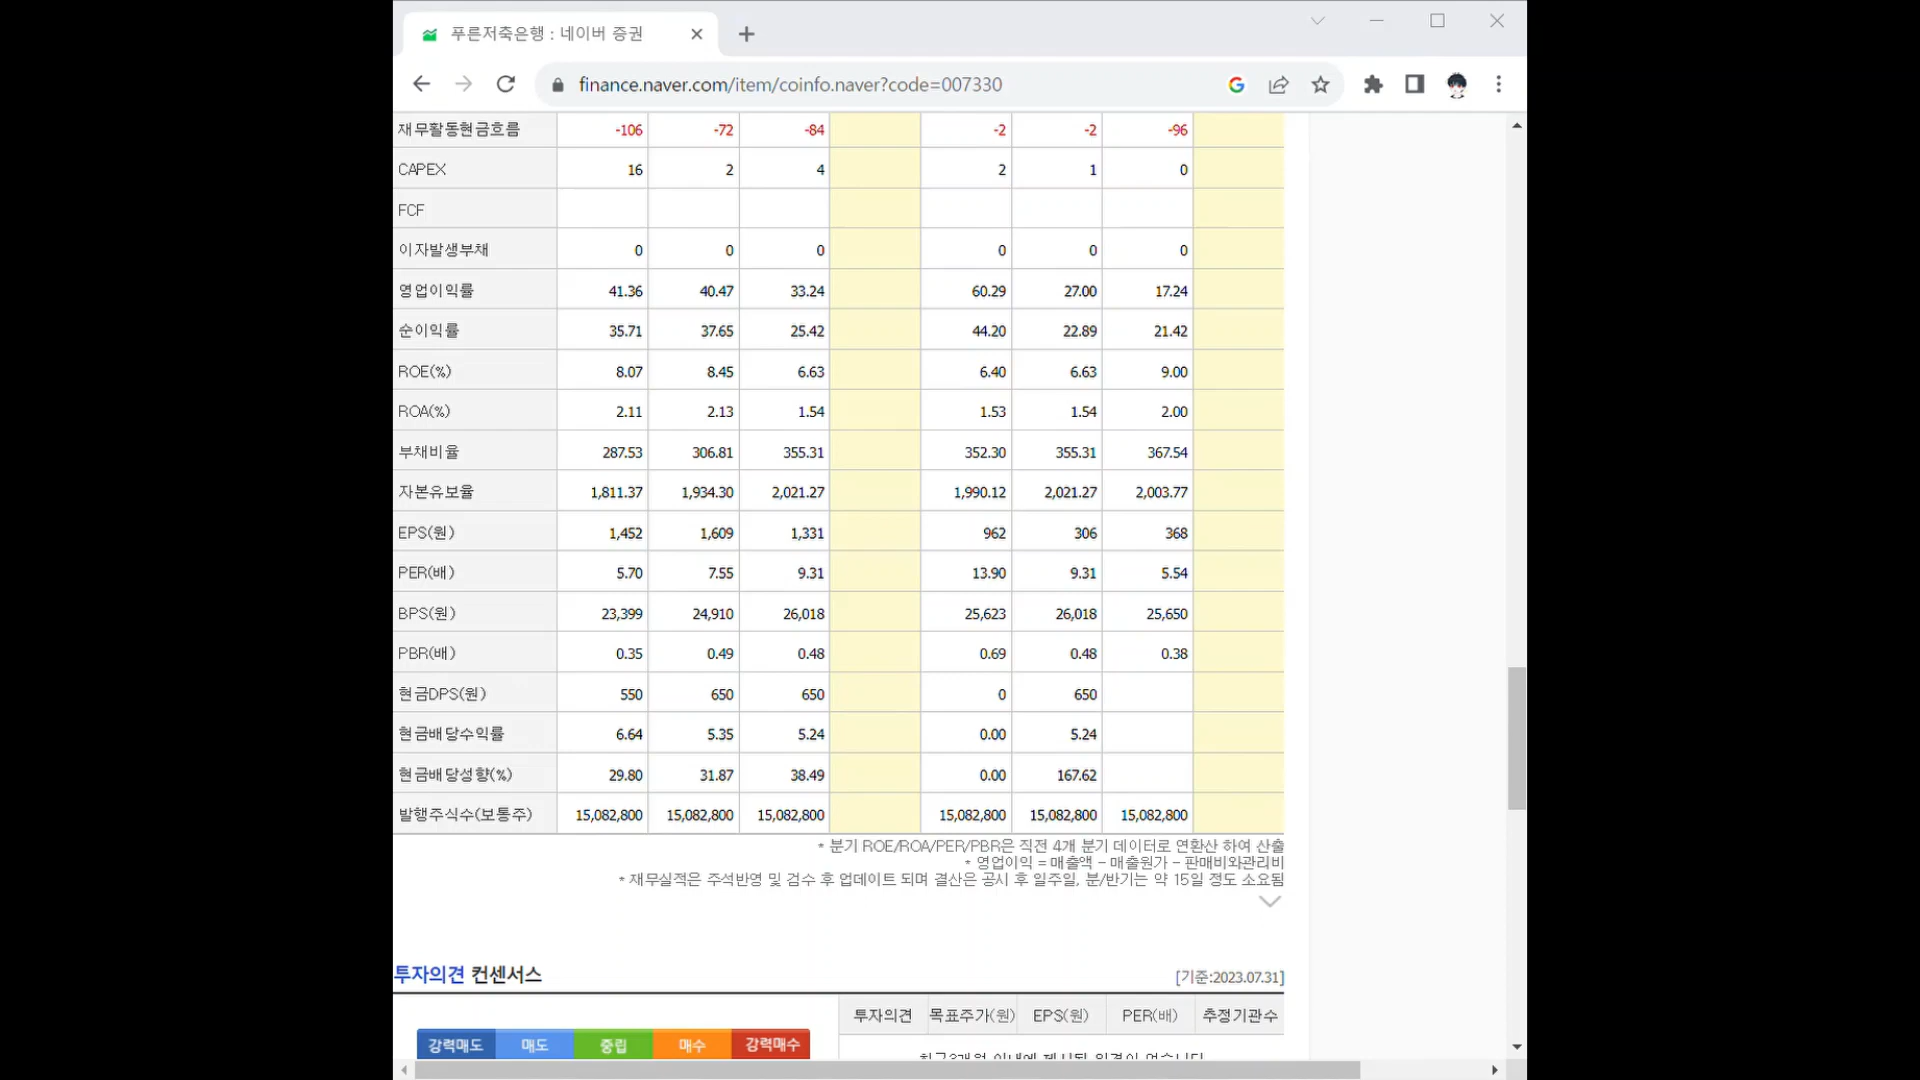 푸른저축은행 : 네이버 증권
finance.naver.com/item/coinfo.naver?code=007330
재무활동현금흐름 -106 -72 -84 -2 -2 -96
CAPEX 16 2 4 2 1 0
FCF
이자발생부채 0 0 0 0 0 0
영업이익률 41.36 40.47 33.24 60.29 27.00 17.24
순이익률 35.71 37.65 25.42 44.20 22.89 21.42
ROE(%) 8.07 8.45 6.63 6.40 6.63 9.00
ROA(%) 2.11 2.13 1.54 1.53 1.54 2.00
부채비율 287.53 306.81 355.31 352.30 355.31 367.54
자본유보율 1,811.37 1,934.30 2,021.27 1,990.12 2,021.27 2,003.77
EPS(원) 1,452 1,609 1,331 962 306 368
PER(배) 5.70 7.55 9.31 13.90 9.31 5.54
BPS(원) 23,399 24,910 26,018 25,623 26,018 25,650
PBR(배) 0.35 0.49 0.48 0.69 0.48 0.38
현금DPS(원) 550 650 650 0 650
현금배당수익률 6.64 5.35 5.24 0.00 5.24
현금배당성향(%) 29.80 31.87 38.49 0.00 167.62
발행주식수(보통주) 15,082,800 15,082,800 15,082,800 15,082,800 15,082,800 15,082,800
* 분기 ROE/ROA/PER/PBR은 직전 4개 분기 데이터로 연환산 하여 산출
* 영업이익 = 매출액 - 매출원가 - 판매비와관리비
* 재무실적은 주석반영 및 검수 후 업데이트 되며 결산은 공시 후 일주일, 분/반기는 약 15일 정도 소요됨
투자의견 컨센서스 [기준:2023.07.31]
투자의견 목표주가(원) EPS(원) PER(배) 추정기관수
강력매도 매도 중립 매수 강력매수